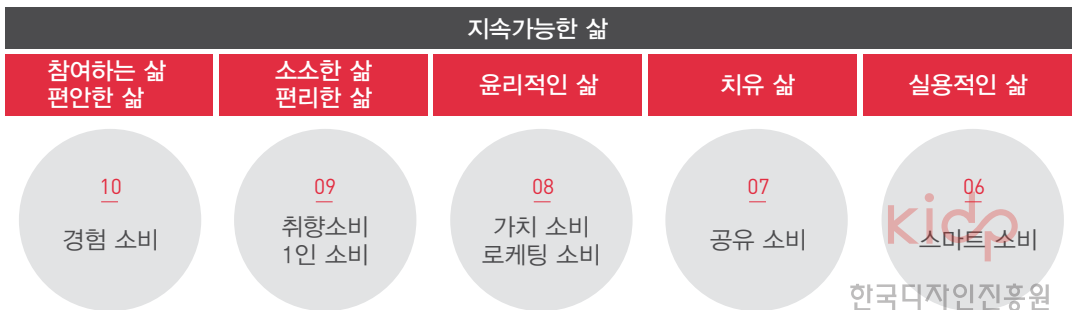 지속가능한 삶
참여하는 삶
편안한 삶
소소한 삶
편리한 삶
윤리적인 삶
치유 삶
실용적인 삶
10
경험 소비
09
취향소비
1인 소비
08
가치 소비
로케팅 소비
07
공유 소비
06
스마트 소비
kidp
한국디자인진흥원